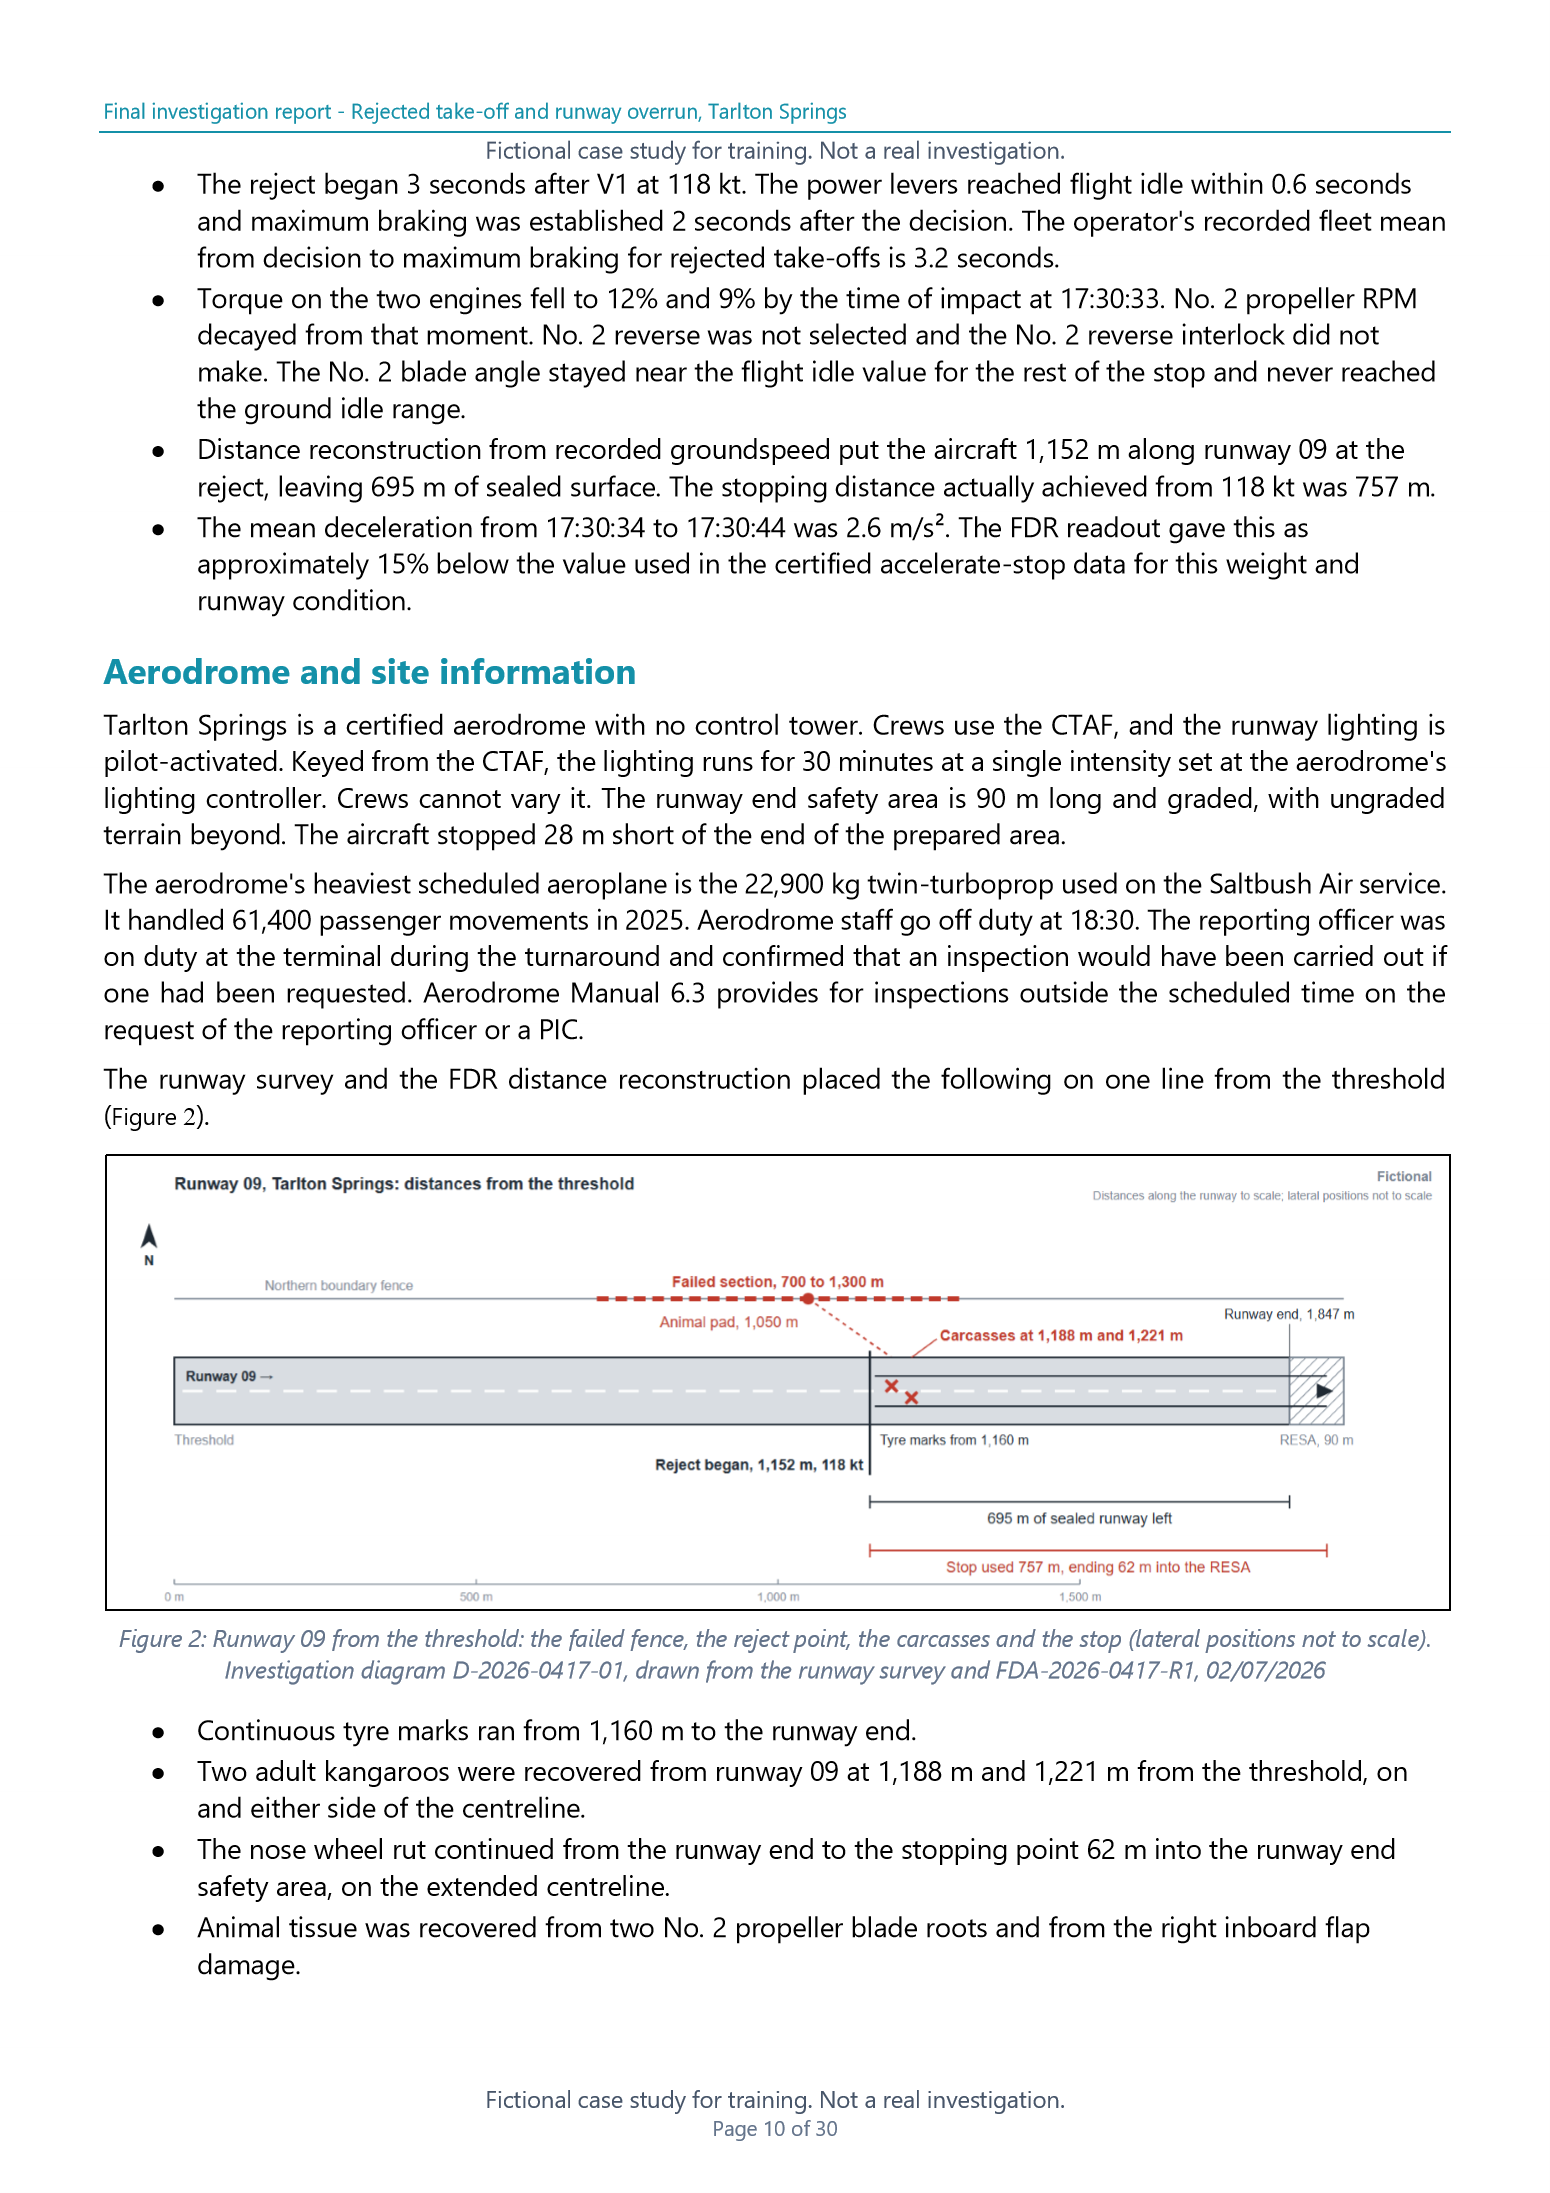 Final investigation report - Rejected take-off and runway overrun, Tarlton Springs
Fictional case study for training. Not a real investigation.
● The reject began 3 seconds after V1 at 118 kt. The power levers reached flight idle within 0.6 seconds
and maximum braking was established 2 seconds after the decision. The operator's recorded fleet mean
from decision to maximum braking for rejected take-offs is 3.2 seconds.
● Torque on the two engines fell to 12% and 9% by the time of impact at 17:30:33. No. 2 propeller RPM
decayed from that moment. No. 2 reverse was not selected and the No. 2 reverse interlock did not
make. The No. 2 blade angle stayed near the flight idle value for the rest of the stop and never reached
the ground idle range.
● Distance reconstruction from recorded groundspeed put the aircraft 1,152 m along runway 09 at the
reject, leaving 695 m of sealed surface. The stopping distance actually achieved from 118 kt was 757 m.
● The mean deceleration from 17:30:34 to 17:30:44 was 2.6 m/s². The FDR readout gave this as
approximately 15% below the value used in the certified accelerate-stop data for this weight and
runway condition.
Aerodrome and site information
Tarlton Springs is a certified aerodrome with no control tower. Crews use the CTAF, and the runway lighting is
pilot-activated. Keyed from the CTAF, the lighting runs for 30 minutes at a single intensity set at the aerodrome's
lighting controller. Crews cannot vary it. The runway end safety area is 90 m long and graded, with ungraded
terrain beyond. The aircraft stopped 28 m short of the end of the prepared area.
The aerodrome's heaviest scheduled aeroplane is the 22,900 kg twin-turboprop used on the Saltbush Air service.
It handled 61,400 passenger movements in 2025. Aerodrome staff go off duty at 18:30. The reporting officer was
on duty at the terminal during the turnaround and confirmed that an inspection would have been carried out if
one had been requested. Aerodrome Manual 6.3 provides for inspections outside the scheduled time on the
request of the reporting officer or a PIC.
The runway survey and the FDR distance reconstruction placed the following on one line from the threshold
(Figure 2).
Runway 09, Tarlton Springs: distances from the threshold
Fictional
Distances along the runway to scale; lateral positions not to scale
N
Northern boundary fence
Failed section, 700 to 1,300 m
Animal pad, 1,050 m
Runway end, 1,847 m
Carcasses at 1,188 m and 1,221 m
Runway 09 →
Threshold
Tyre marks from 1,160 m
RESA, 90 m
Reject began, 1,152 m, 118 kt
695 m of sealed runway left
Stop used 757 m, ending 62 m into the RESA
0 m
500 m
1,000 m
1,500 m
Figure 2: Runway 09 from the threshold: the failed fence, the reject point, the carcasses and the stop (lateral positions not to scale).
Investigation diagram D-2026-0417-01, drawn from the runway survey and FDA-2026-0417-R1, 02/07/2026
● Continuous tyre marks ran from 1,160 m to the runway end.
● Two adult kangaroos were recovered from runway 09 at 1,188 m and 1,221 m from the threshold, on
and either side of the centreline.
● The nose wheel rut continued from the runway end to the stopping point 62 m into the runway end
safety area, on the extended centreline.
● Animal tissue was recovered from two No. 2 propeller blade roots and from the right inboard flap
damage.
Fictional case study for training. Not a real investigation.
Page 10 of 30